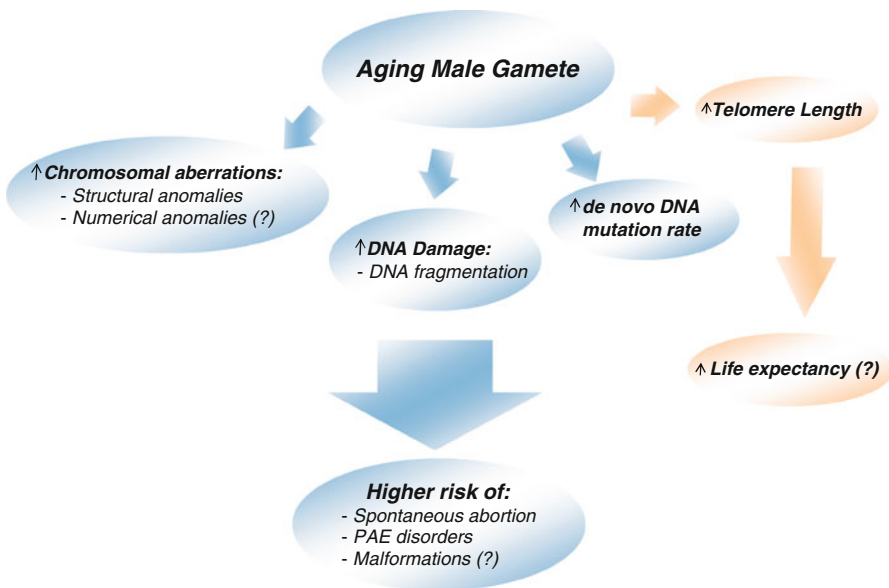 Aging Male Gamete
↑Telomere Length
↑Chromosomal aberrations:
- Structural anomalies
- Numerical anomalies (?)
↑de novo DNA
mutation rate
↑DNA Damage:
- DNA fragmentation
↑ Life expectancy (?)
Higher risk of:
- Spontaneous abortion
- PAE disorders
- Malformations (?)